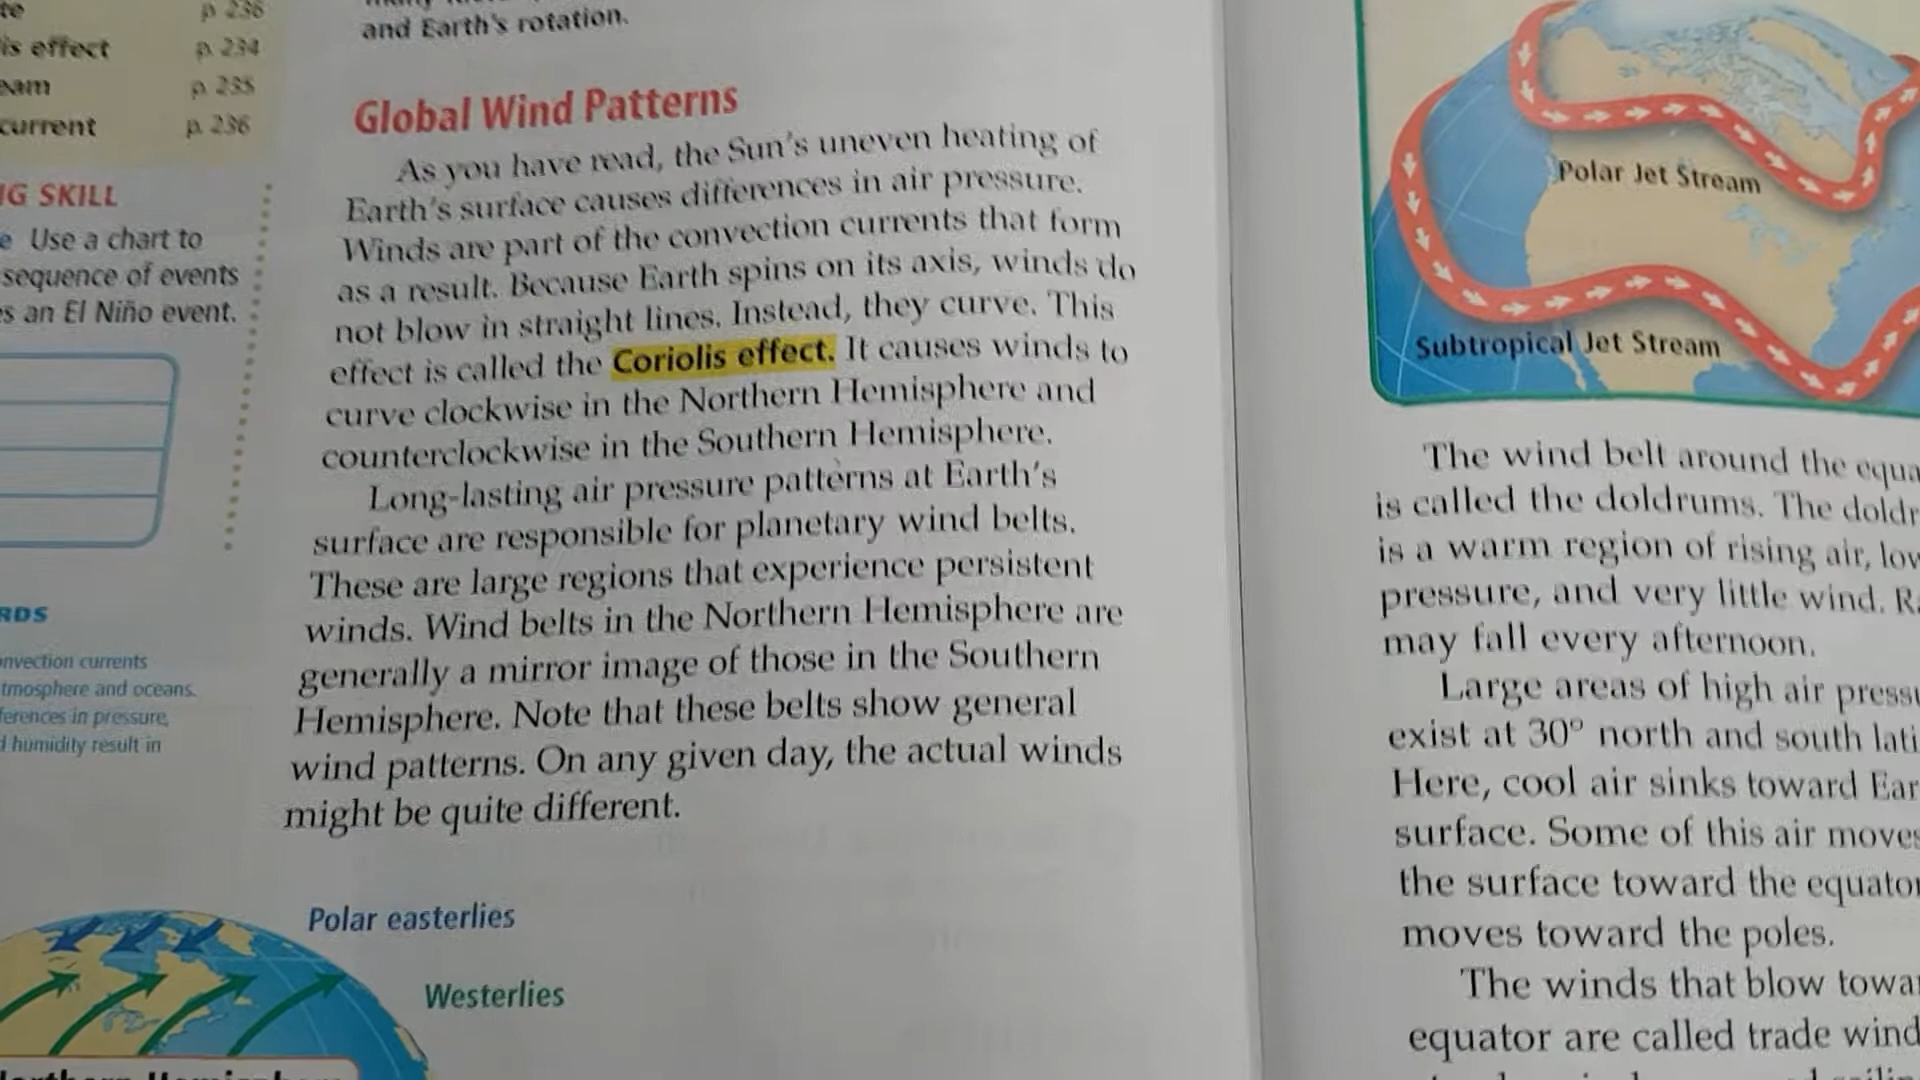 p. 236
effect
p. 234
p. 235
current
p. 236
SKILL
Use a chart to
sequence of events
an El Niño event.
convection currents
atmosphere and oceans.
in pressure,
humidity result in
and Earth's rotation.
Global Wind Patterns
As you have read, the Sun's uneven heating of
Earth's surface causes differences in air pressure.
Winds are part of the convection currents that form
as a result. Because Earth spins on its axis, winds do
not blow in straight lines. Instead, they curve. This
effect is called the Coriolis effect. It causes winds to
curve clockwise in the Northern Hemisphere and
counterclockwise in the Southern Hemisphere.
Long-lasting air pressure patterns at Earth's
surface are responsible for planetary wind belts.
These are large regions that experience persistent
winds. Wind belts in the Northern Hemisphere are
generally a mirror image of those in the Southern
Hemisphere. Note that these belts show general
wind patterns. On any given day, the actual winds
might be quite different.
Polar easterlies
Westerlies
Polar Jet Stream
Subtropical Jet Stream
The wind belt around the
is called the doldrums. The
is a warm region of rising air,
pressure, and very little wind.
may fall every afternoon.
Large areas of high air
exist at 30° north and south
Here, cool air sinks toward
surface. Some of this air moves
the surface toward the equator
moves toward the poles.
The winds that blow
equator are called trade